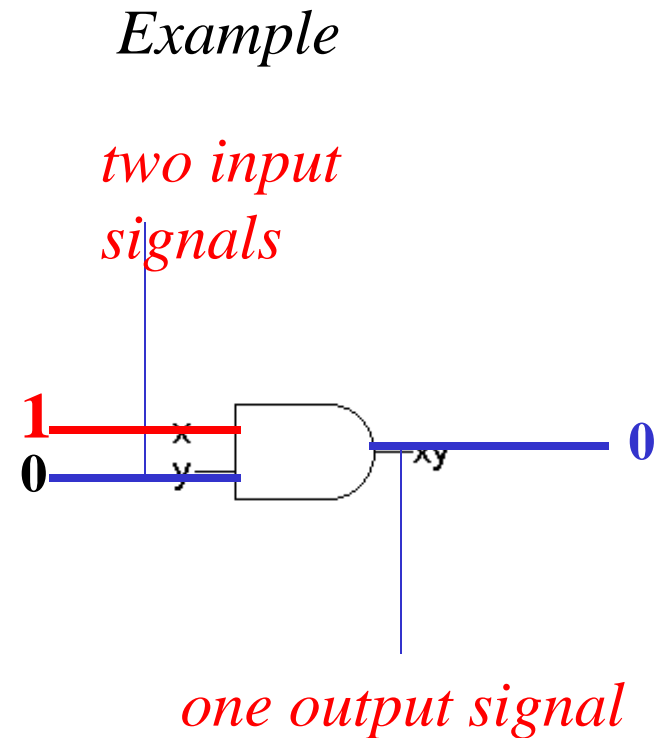 Example
two input
signals
1
x
0
y
xy
0
one output signal